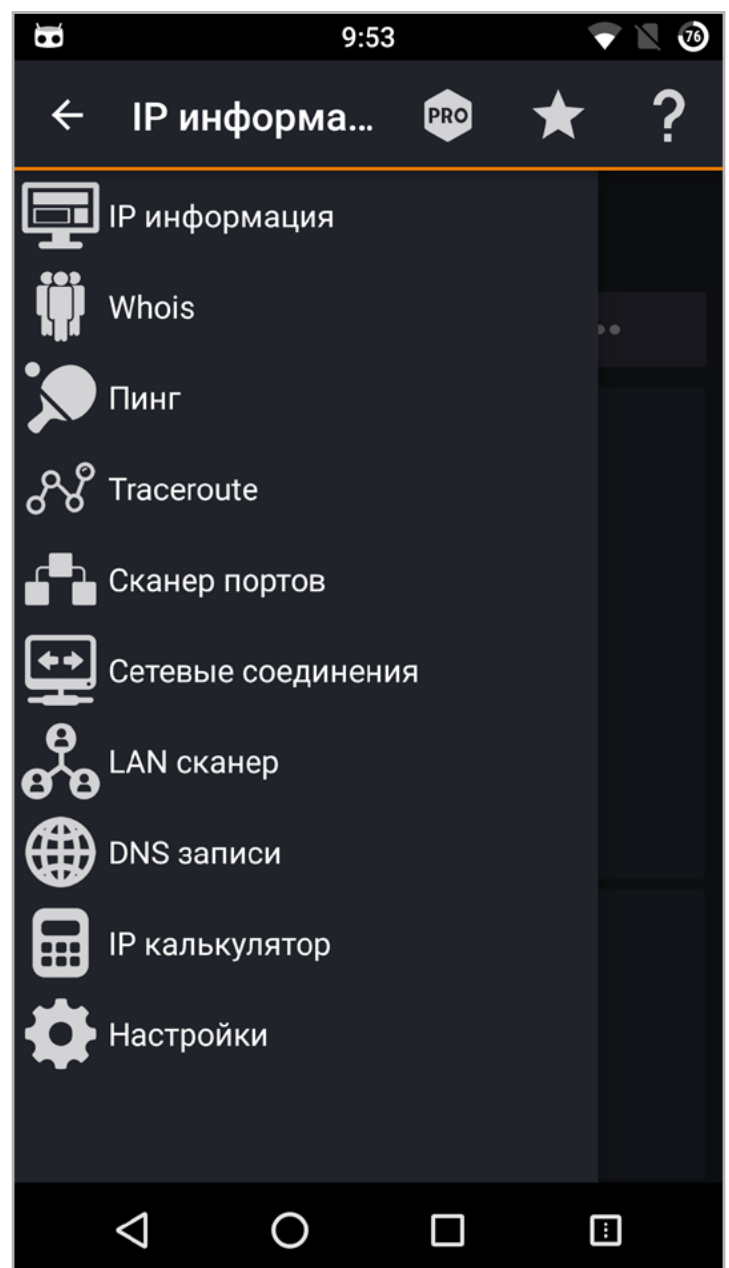 9:53
76
IP информа...
PRO
?
IP информация
Whois
Пинг
Traceroute
Сканер портов
Сетевые соединения
LAN сканер
DNS записи
IP калькулятор
Настройки